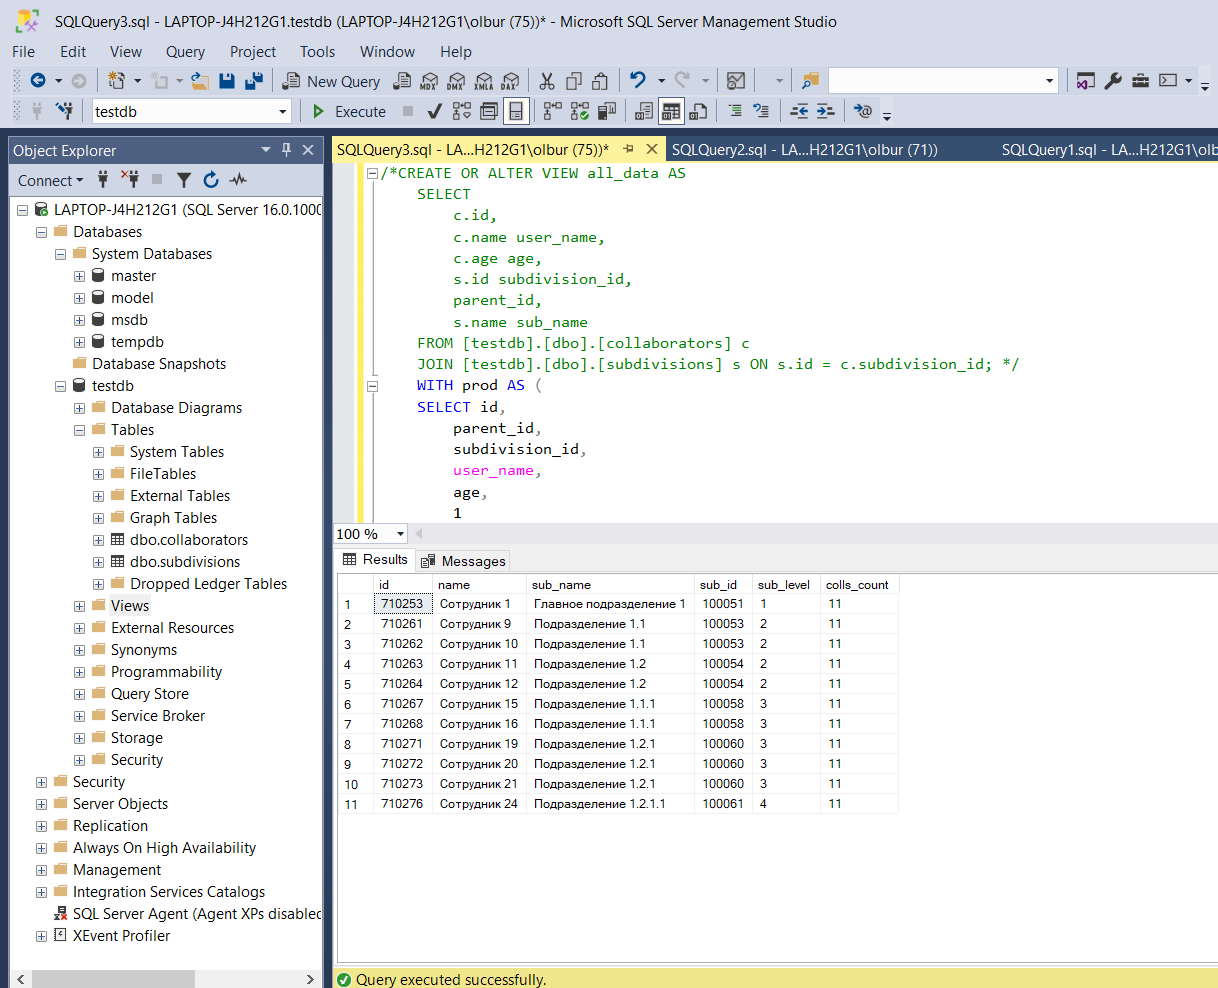 SQLQuery3.sql - LAPTOP-J4H212G1.testdb (LAPTOP-J4H212G1\olbur (75))* - Microsoft SQL Server Management Studio
File Edit View Query Project Tools Window Help
New Query MDX DMX XMLA DAX
testdb Execute
Object Explorer
Connect
LAPTOP-J4H212G1 (SQL Server 16.0.1000
Databases
System Databases
master
model
msdb
tempdb
Database Snapshots
testdb
Database Diagrams
Tables
System Tables
FileTables
External Tables
Graph Tables
dbo.collaborators
dbo.subdivisions
Dropped Ledger Tables
Views
External Resources
Synonyms
Programmability
Query Store
Service Broker
Storage
Security
Security
Server Objects
Replication
Always On High Availability
Management
Integration Services Catalogs
SQL Server Agent (Agent XPs disabled
XEvent Profiler
SQLQuery3.sql - LA...H212G1\olbur (75))* SQLQuery2.sql - LA...H212G1\olbur (71)) SQLQuery1.sql - LA...H212G1\olb
/*CREATE OR ALTER VIEW all_data AS
SELECT
c.id,
c.name user_name,
c.age age,
s.id subdivision_id,
parent_id,
s.name sub_name
FROM [testdb].[dbo].[collaborators] c
JOIN [testdb].[dbo].[subdivisions] s ON s.id = c.subdivision_id; */
WITH prod AS (
SELECT id,
parent_id,
subdivision_id,
user_name,
age,
1
100 %
Results Messages
id name sub_name sub_id sub_level colls_count
1 710253 Сотрудник 1 Главное подразделение 1 100051 1 11
2 710261 Сотрудник 9 Подразделение 1.1 100053 2 11
3 710262 Сотрудник 10 Подразделение 1.1 100053 2 11
4 710263 Сотрудник 11 Подразделение 1.2 100054 2 11
5 710264 Сотрудник 12 Подразделение 1.2 100054 2 11
6 710267 Сотрудник 15 Подразделение 1.1.1 100058 3 11
7 710268 Сотрудник 16 Подразделение 1.1.1 100058 3 11
8 710271 Сотрудник 19 Подразделение 1.2.1 100060 3 11
9 710272 Сотрудник 20 Подразделение 1.2.1 100060 3 11
10 710273 Сотрудник 21 Подразделение 1.2.1 100060 3 11
11 710276 Сотрудник 24 Подразделение 1.2.1.1 100061 4 11
Query executed successfully.